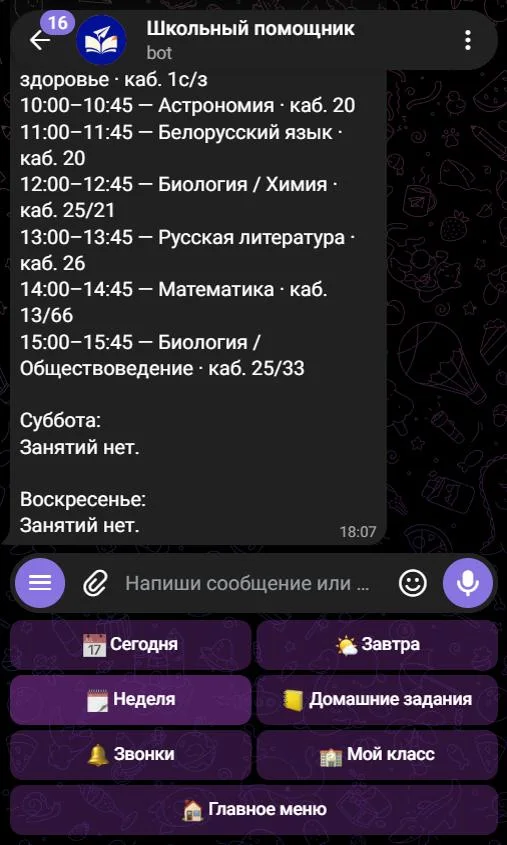 16
Школьный помощник
bot
здоровье · каб. 1с/з
10:00–10:45 — Астрономия · каб. 20
11:00–11:45 — Белорусский язык ·
каб. 20
12:00–12:45 — Биология / Химия ·
каб. 25/21
13:00–13:45 — Русская литература ·
каб. 26
14:00–14:45 — Математика · каб.
13/66
15:00–15:45 — Биология /
Обществоведение · каб. 25/33
Суббота:
Занятий нет.
Воскресенье:
Занятий нет.
18:07
Напиши сообщение или ...
17 Сегодня
Завтра
Неделя
Домашние задания
Звонки
Мой класс
Главное меню